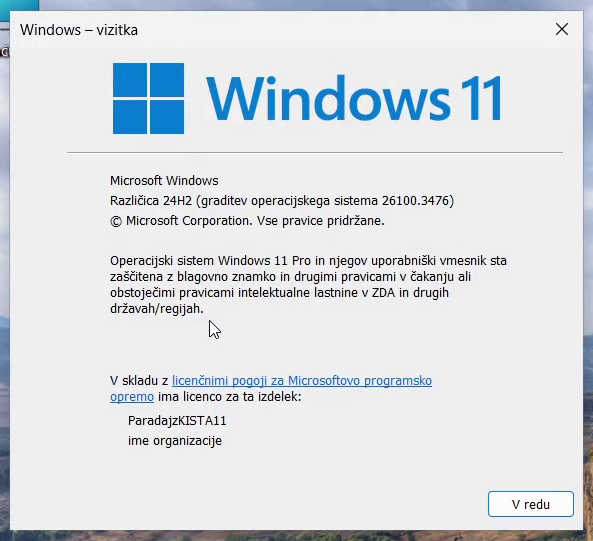 Windows – vizitka
Windows 11
Microsoft Windows
Različica 24H2 (graditev operacijskega sistema 26100.3476)
© Microsoft Corporation. Vse pravice pridržane.
Operacijski sistem Windows 11 Pro in njegov uporabniški vmesnik sta
zaščitena z blagovno znamko in drugimi pravicami v čakanju ali
obstoječimi pravicami intelektualne lastnine v ZDA in drugih
državah/regijah.
V skladu z licenčnimi pogoji za Microsoftovo programsko
opremo ima licenco za ta izdelek:
ParadajzKISTA11
ime organizacije
V redu